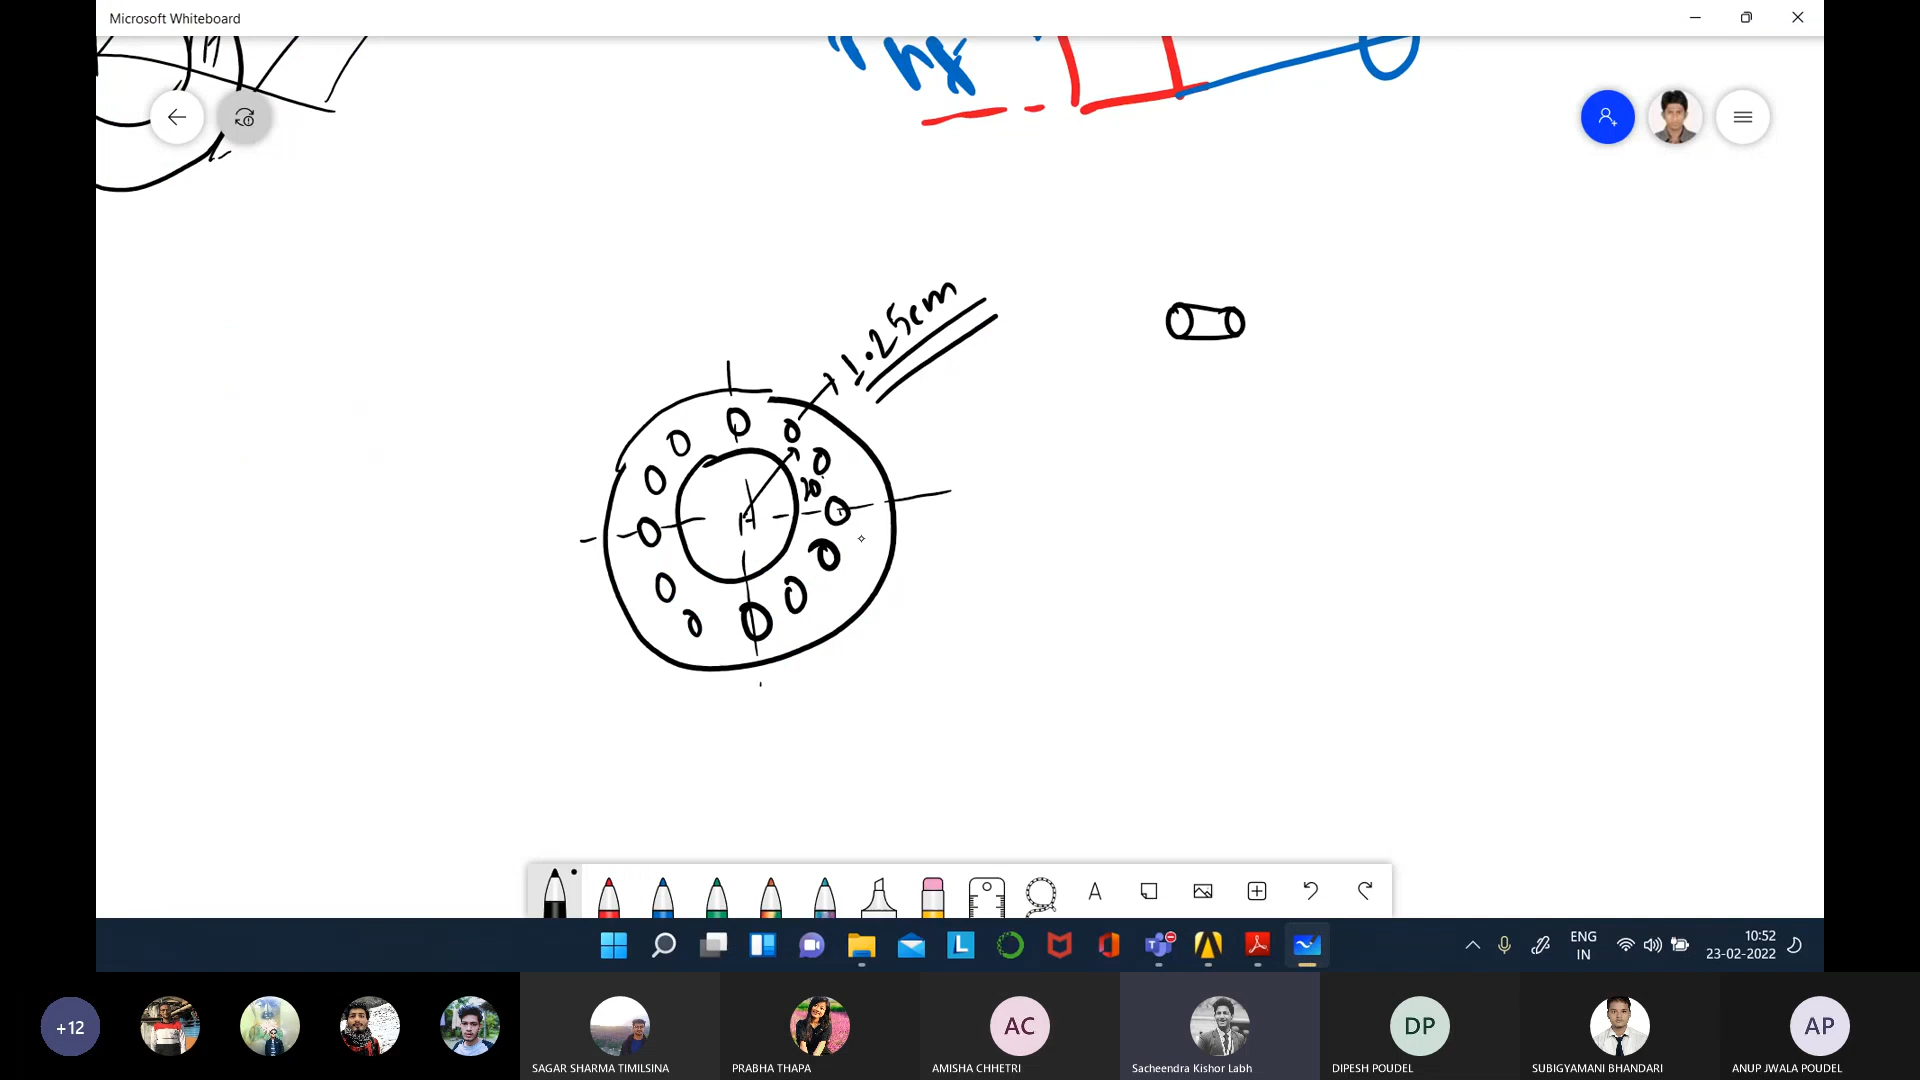 Microsoft Whiteboard
1.25cm
20
A
ENG
IN
10:52
23-02-2022
+12
SAGAR SHARMA TIMILSINA
PRABHA THAPA
AC
AMISHA CHHETRI
Sacheendra Kishor Labh
DP
DIPESH POUDEL
SUBIGYAMANI BHANDARI
AP
ANUP JWALA POUDEL